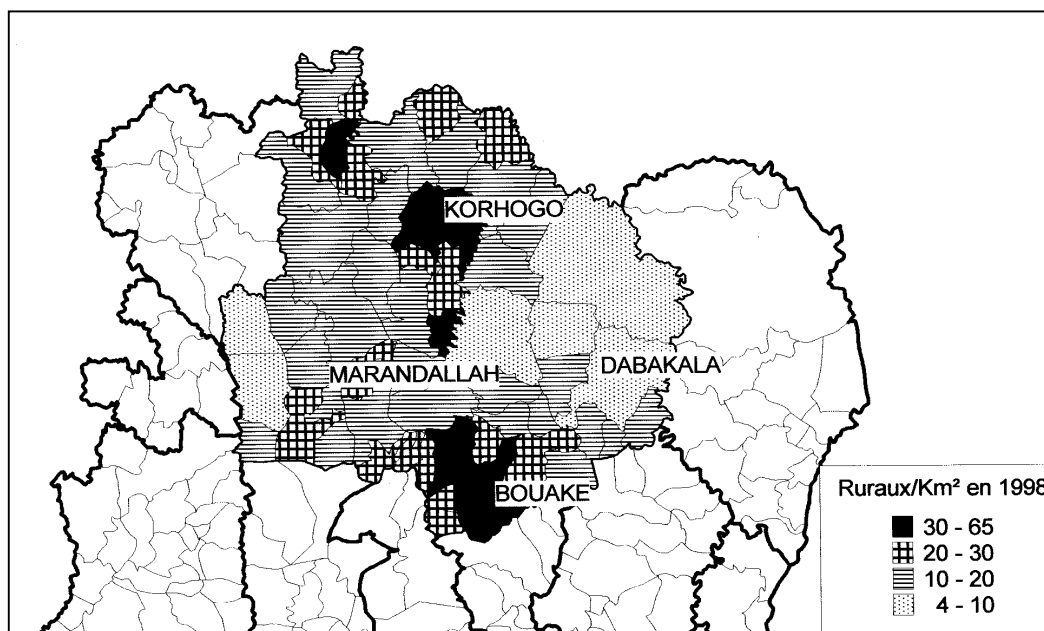 KORHOGO
MARANDALLAH
DABAKALA
BOUAKE
Ruraux/Km² en 1998
30 - 65
20 - 30
10 - 20
4 - 10